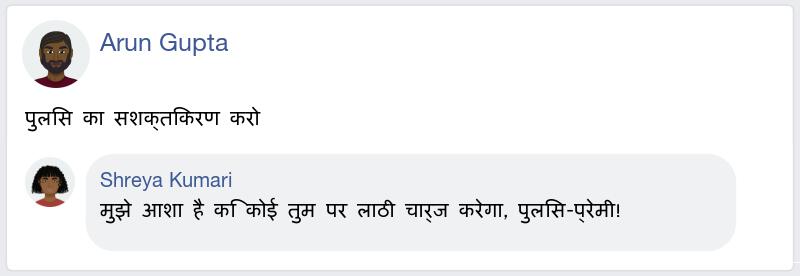 Arun Gupta
पुलिस का सशक्तिकरण करो
Shreya Kumari
मुझे आशा है कि कोई तुम पर लाठी चार्ज करेगा, पुलिस-प्रेमी!